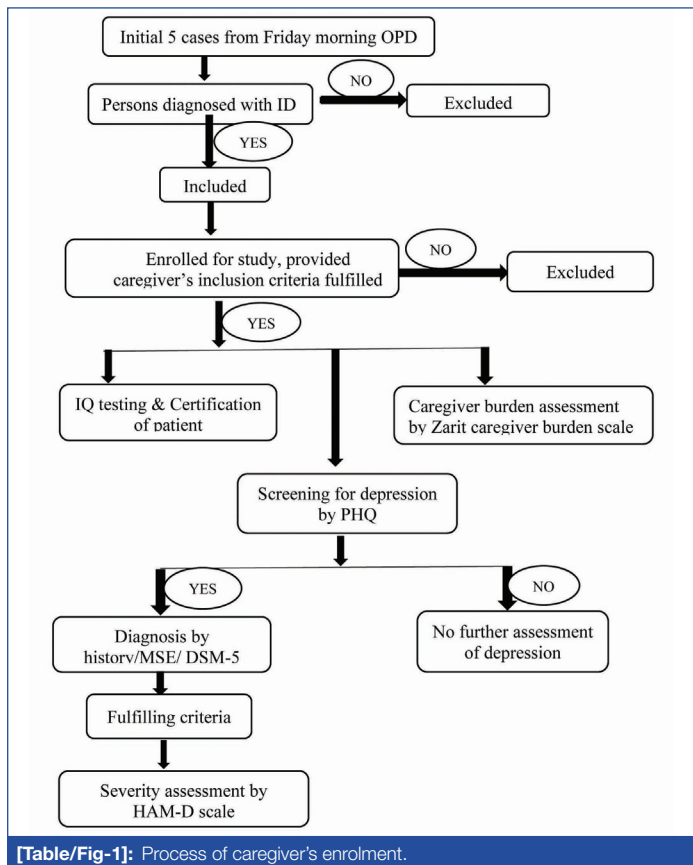 Initial 5 cases from Friday morning OPD
NO
Persons diagnosed with ID
Excluded
YES
Included
Enrolled for study, provided
caregiver's inclusion criteria fulfilled
NO
Excluded
YES
IQ testing & Certification
of patient
Caregiver burden assessment
by Zarit caregiver burden scale
Screening for depression
by PHQ
YES
NO
Diagnosis by
history/MSE/ DSM-5
No further assessment
of depression
Fulfilling criteria
Severity assessment by
HAM-D scale
[Table/Fig-1]: Process of caregiver's enrolment.